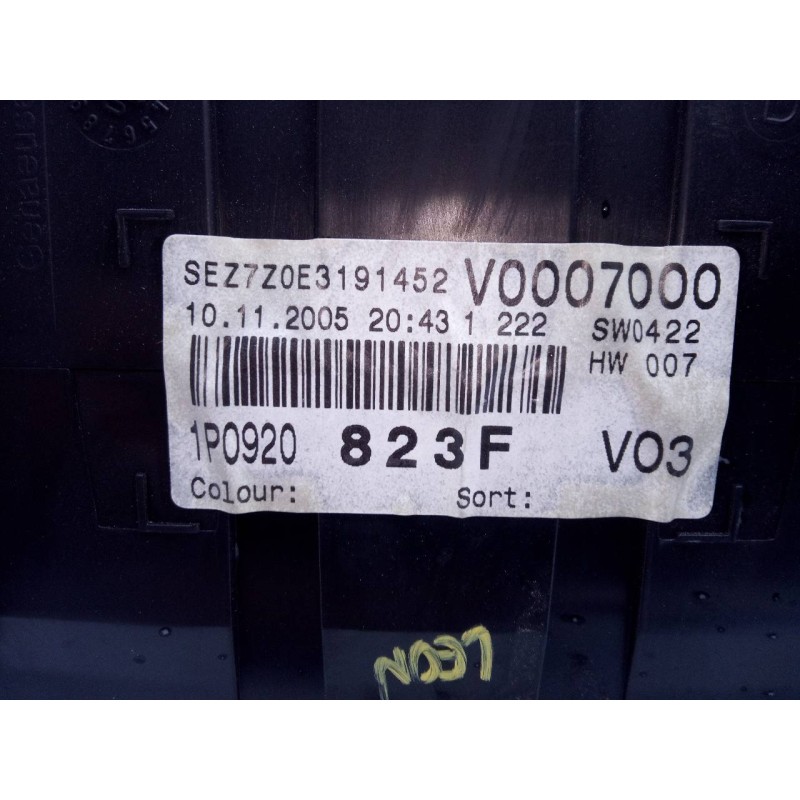 SEZ7Z0E3191452 V0007000
10.11.2005 20:43 1 222 SW0422
HW 007
1P0920 823F V03
Colour: Sort:
LEON